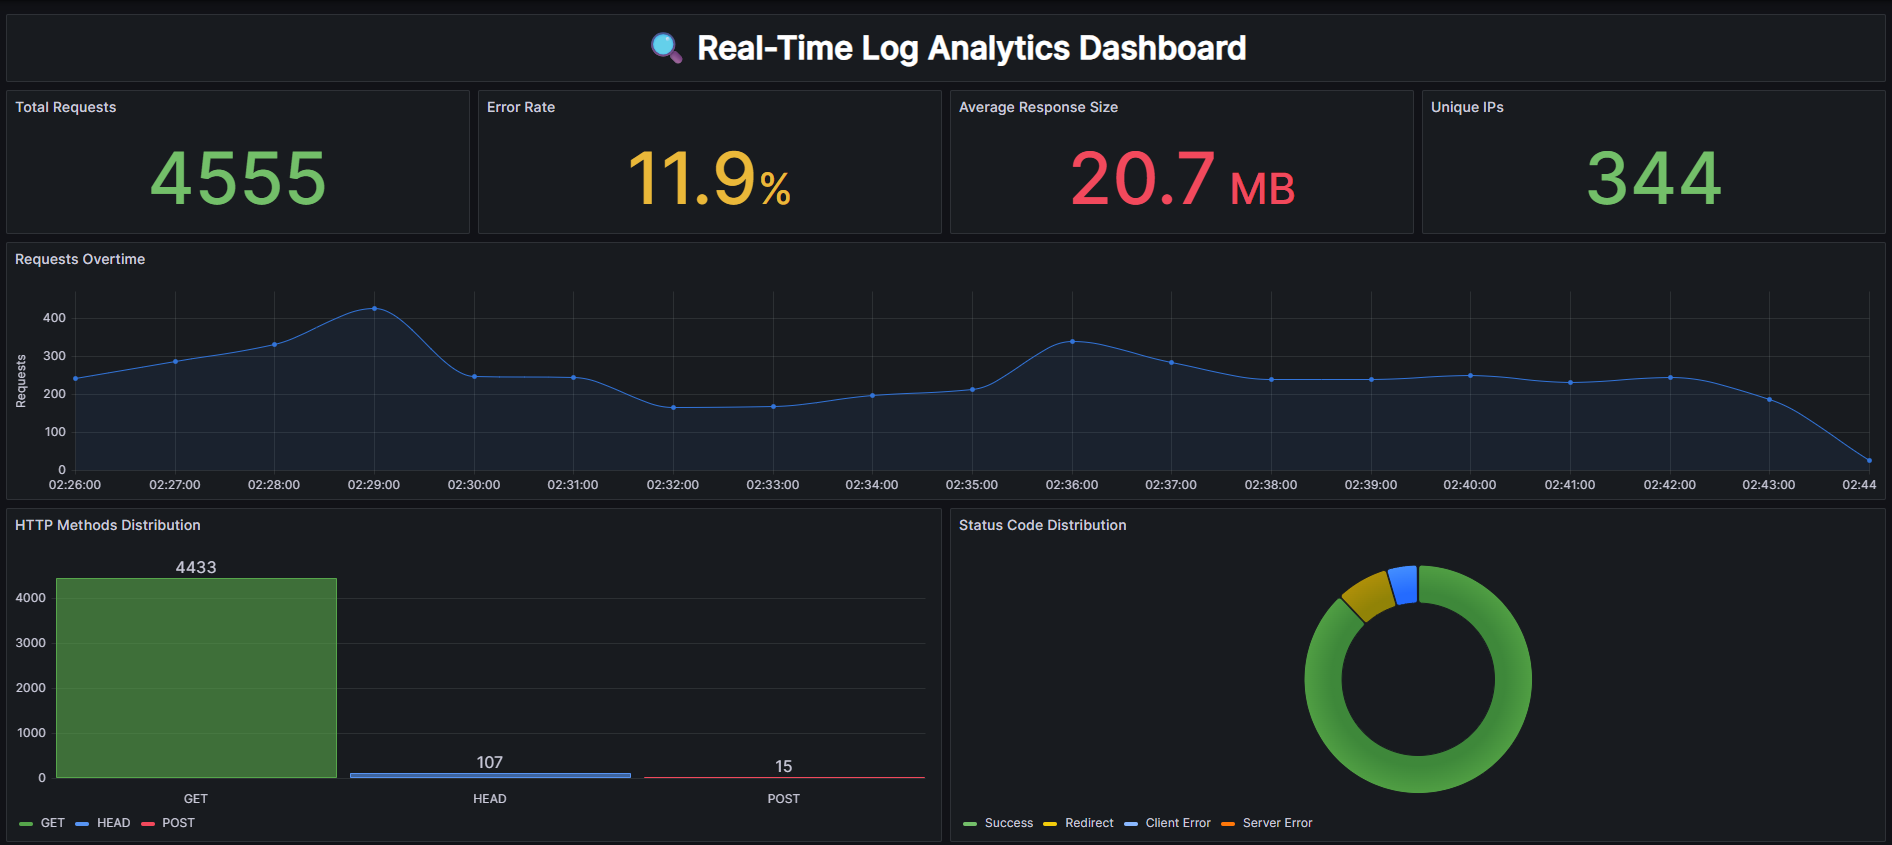 Real-Time Log Analytics Dashboard
Total Requests
4555
Error Rate
11.9%
Average Response Size
20.7 MB
Unique IPs
344
Requests Overtime
Requests
400
300
200
100
0
02:26:00 02:27:00 02:28:00 02:29:00 02:30:00 02:31:00 02:32:00 02:33:00 02:34:00 02:35:00 02:36:00 02:37:00 02:38:00 02:39:00 02:40:00 02:41:00 02:42:00 02:43:00 02:44
HTTP Methods Distribution
4433
4000
3000
2000
1000
107
15
0
GET HEAD POST
GET HEAD POST
Status Code Distribution
Success Redirect Client Error Server Error